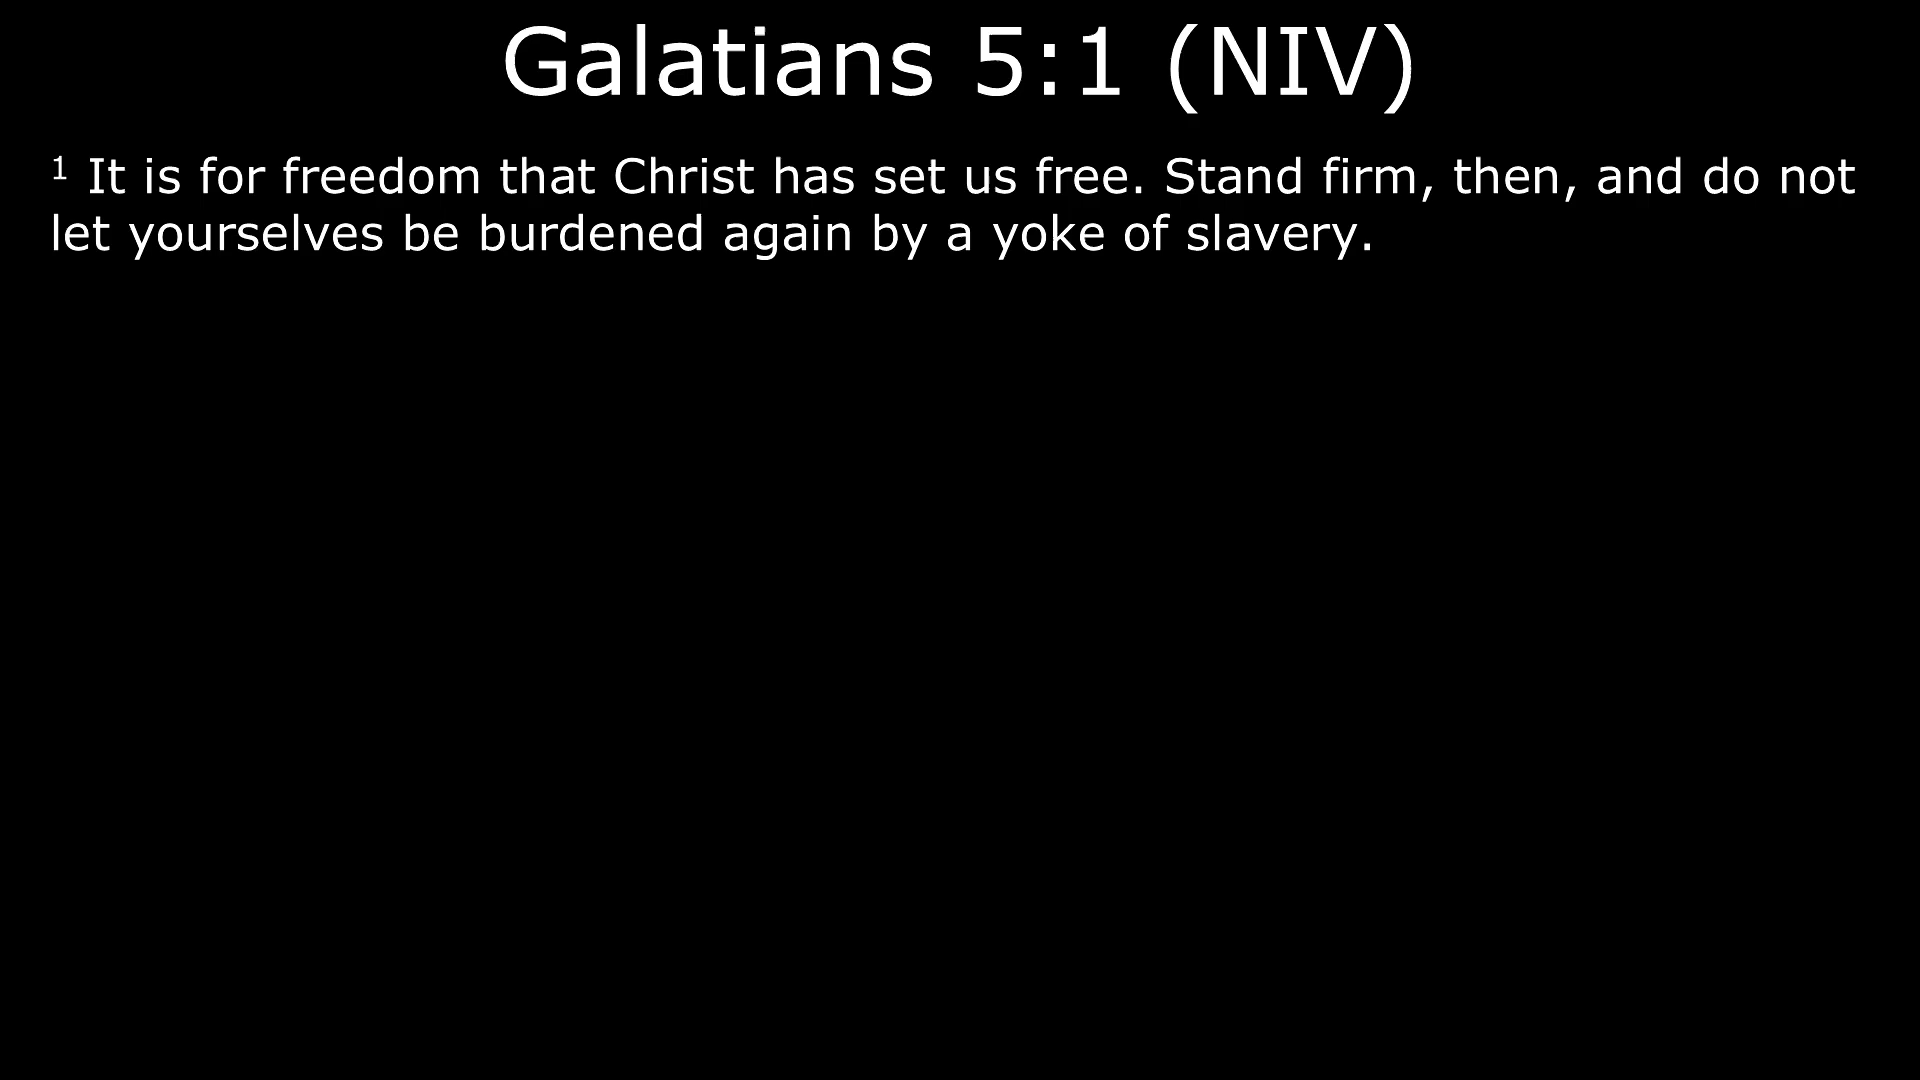 Galatians 5:1 (NIV)
1 It is for freedom that Christ has set us free. Stand firm, then, and do not
let yourselves be burdened again by a yoke of slavery.